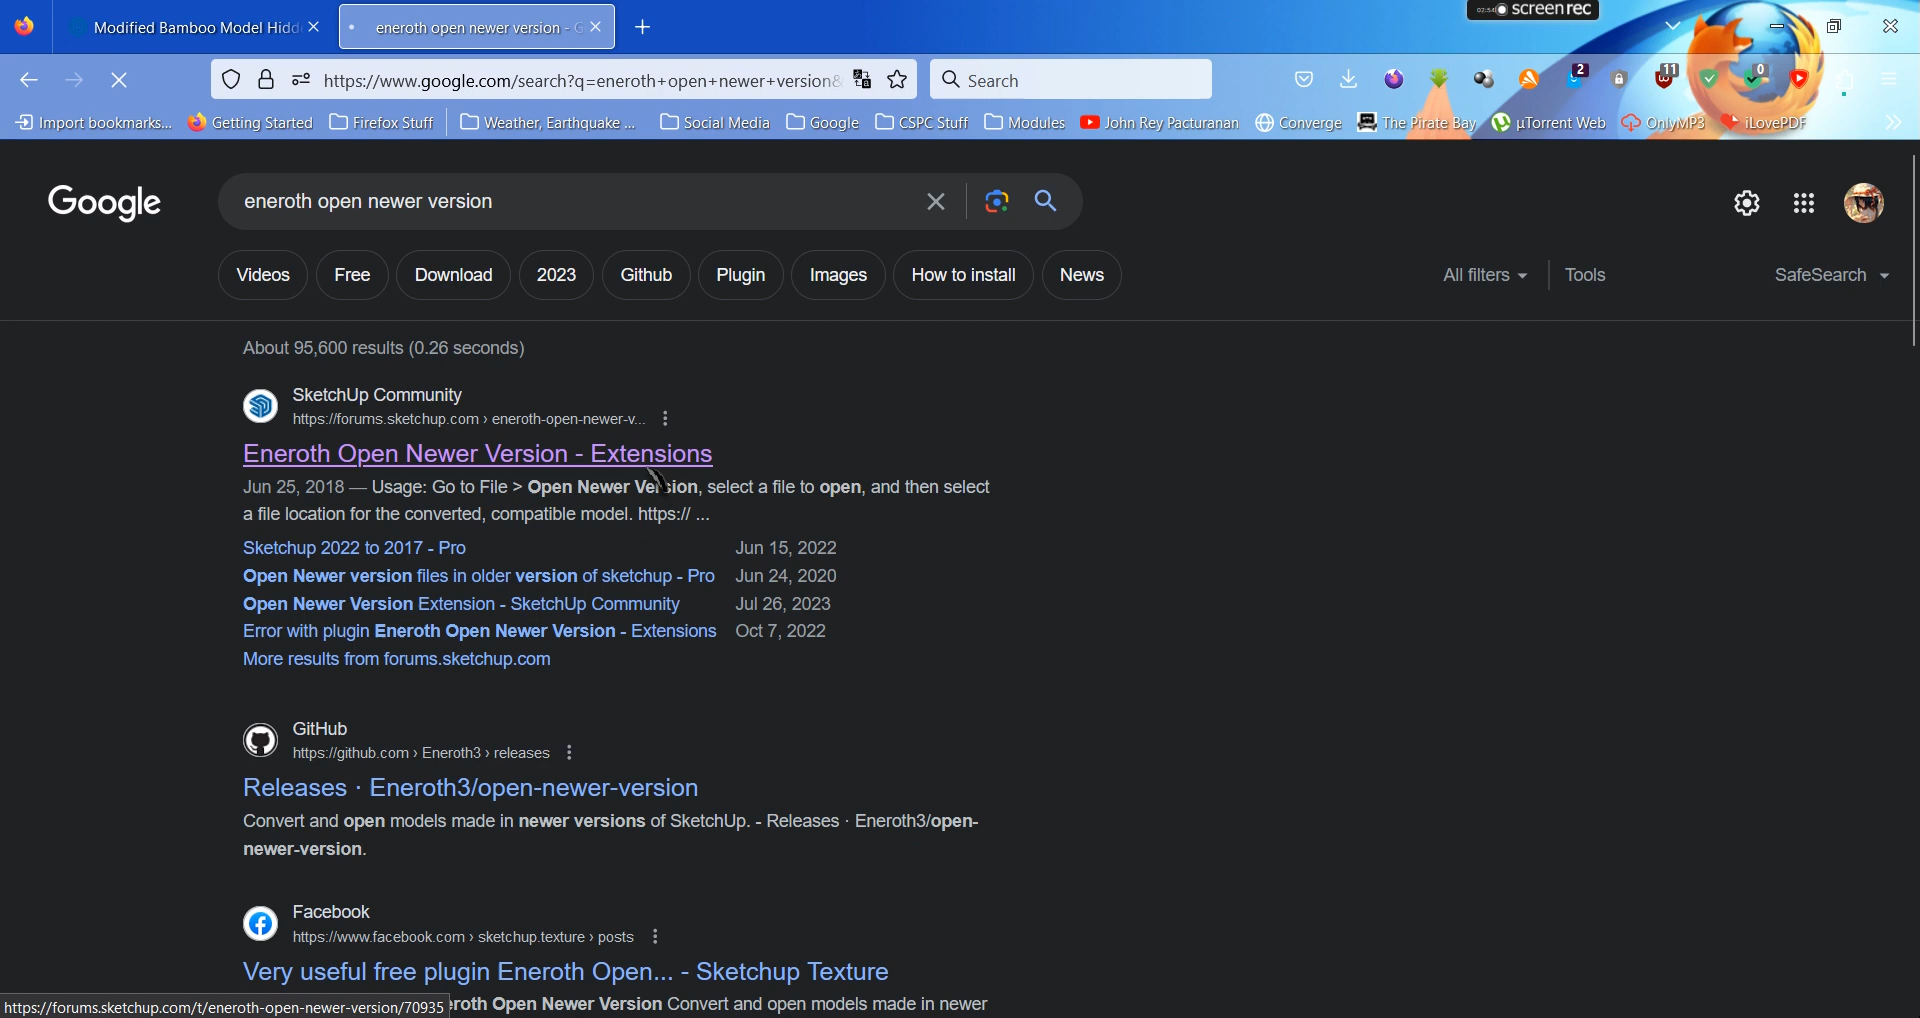 02:54 screenrec
Modified Bamboo Model Hidd
eneroth open newer version - G
https://www.google.com/search?q=eneroth+open+newer+version&
Search
2
11
0
Import bookmarks...
Getting Started
Firefox Stuff
Weather, Earthquake ...
Social Media
Google
CSPC Stuff
Modules
John Rey Pacturanan
Converge
The Pirate Bay
µTorrent Web
OnlyMP3
iLovePDF
Google
eneroth open newer version
Videos
Free
Download
2023
Github
Plugin
Images
How to install
News
All filters
Tools
SafeSearch
About 95,600 results (0.26 seconds)
SketchUp Community
https://forums.sketchup.com › eneroth-open-newer-v...
Eneroth Open Newer Version - Extensions
Jun 25, 2018 — Usage: Go to File > Open Newer Version, select a file to open, and then select
a file location for the converted, compatible model. https:// ...
Sketchup 2022 to 2017 - Pro Jun 15, 2022
Open Newer version files in older version of sketchup - Pro Jun 24, 2020
Open Newer Version Extension - SketchUp Community Jul 26, 2023
Error with plugin Eneroth Open Newer Version - Extensions Oct 7, 2022
More results from forums.sketchup.com
GitHub
https://github.com › Eneroth3 › releases
Releases · Eneroth3/open-newer-version
Convert and open models made in newer versions of SketchUp. - Releases · Eneroth3/open-
newer-version.
Facebook
https://www.facebook.com › sketchup.texture › posts
Very useful free plugin Eneroth Open... - Sketchup Texture
eroth Open Newer Version Convert and open models made in newer
https://forums.sketchup.com/t/eneroth-open-newer-version/70935